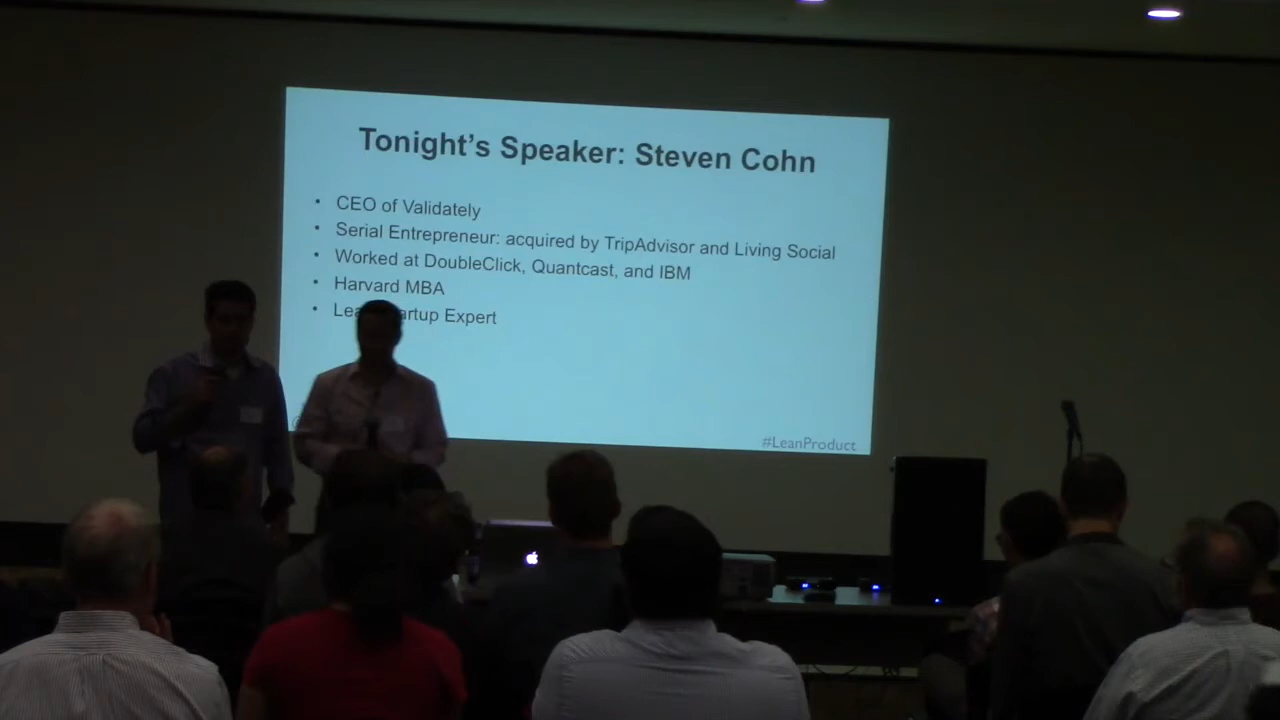 Tonight's Speaker: Steven Cohn
• CEO of Validately
• Serial Entrepreneur: acquired by TripAdvisor and Living Social
• Worked at DoubleClick, Quantcast, and IBM
• Harvard MBA
• Expert
#LeanProduct